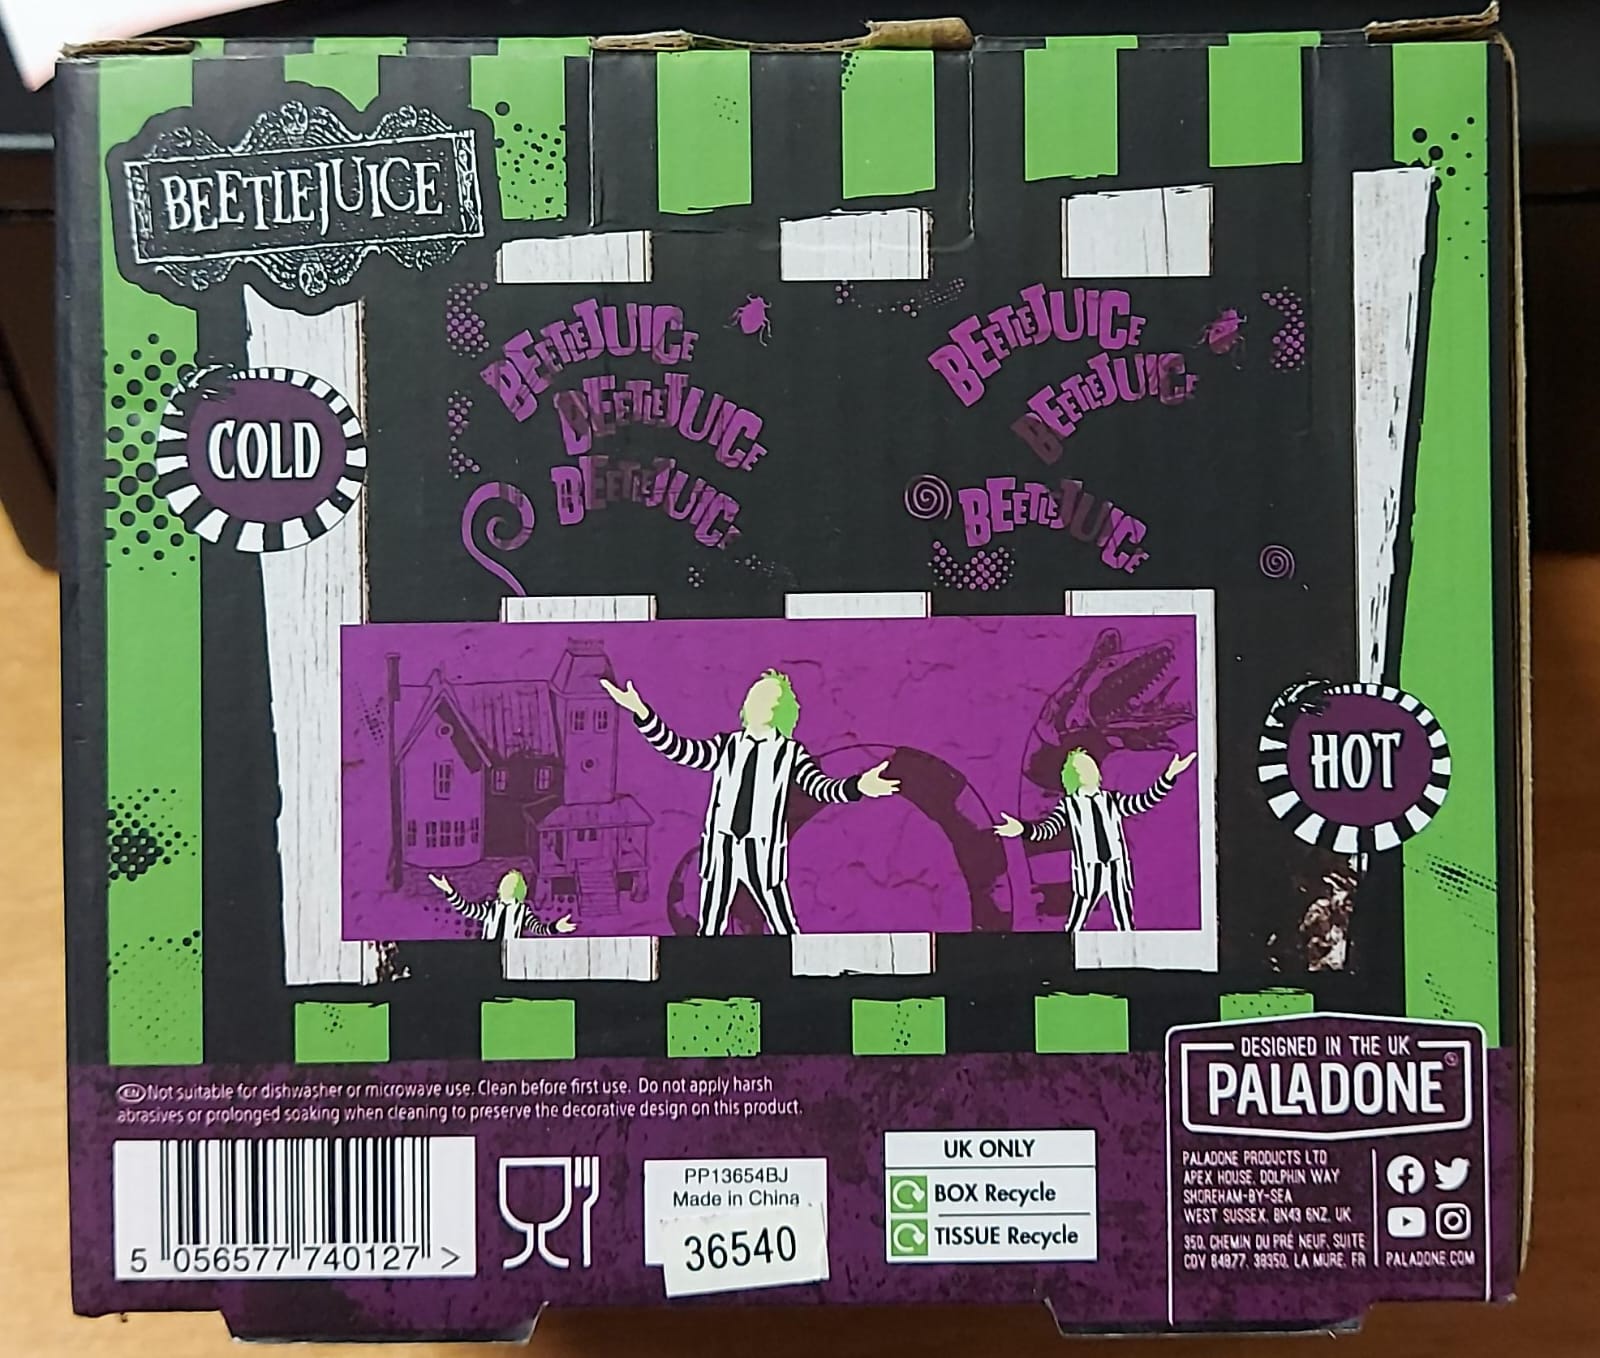 BEETLEJUICE
COLD
BEETLEJUICE
BEETLEJUICE
BEETLEJUICE
BEETLEJUICE
BEETLEJUICE
BEETLEJUICE
HOT
EN Not suitable for dishwasher or microwave use. Clean before first use. Do not apply harsh
abrasives or prolonged soaking when cleaning to preserve the decorative design on this product.
5 056577 740127 >
PP13654BJ
Made in China
36540
UK ONLY
BOX Recycle
TISSUE Recycle
DESIGNED IN THE UK
PALADONE®
PALADONE PRODUCTS LTD
APEX HOUSE, DOLPHIN WAY
SHOREHAM-BY-SEA
WEST SUSSEX, BN43 6NZ, UK
350, CHEMIN DU PRÉ NEUF, SUITE
CDV 64977, 38350, LA MURE, FR
PALADONE.COM